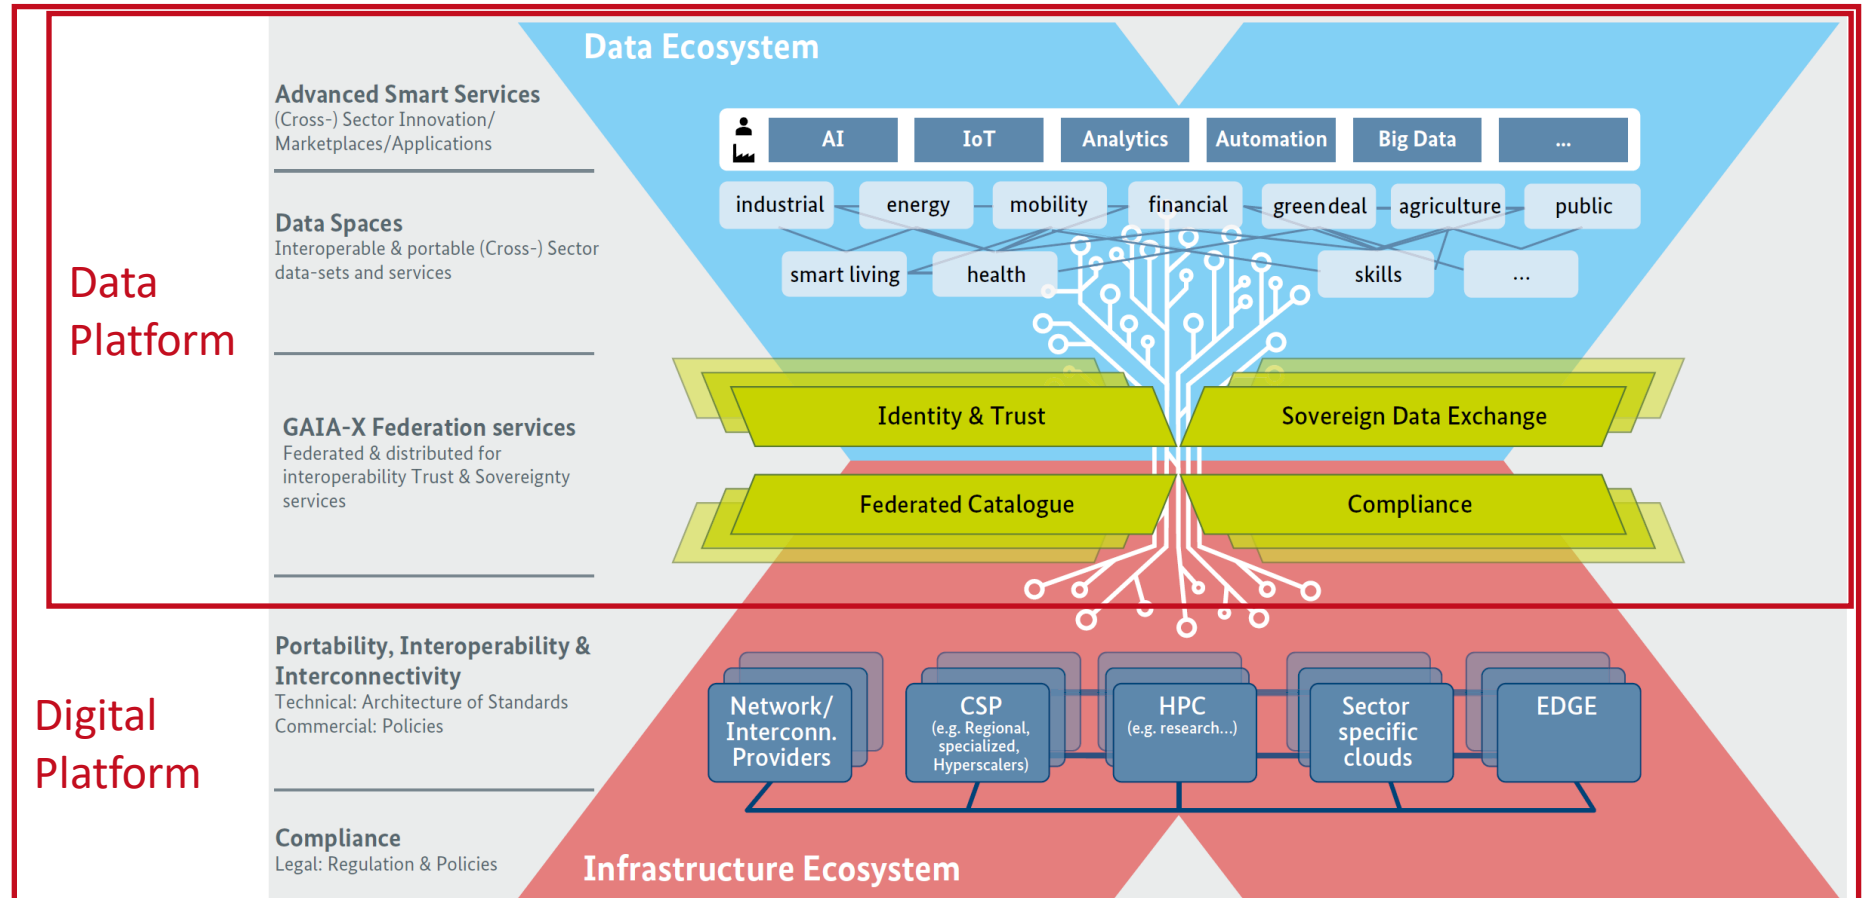 Data Ecosystem
Advanced Smart Services
(Cross-) Sector Innovation/
Marketplaces/Applications
AI
IoT
Analytics
Automation
Big Data
...
Data Spaces
Interoperable & portable (Cross-) Sector
data-sets and services
industrial
energy
mobility
financial
green deal
agriculture
public
smart living
health
skills
...
Data
Platform
GAIA-X Federation services
Federated & distributed for
interoperability Trust & Sovereignty
services
Identity & Trust
Sovereign Data Exchange
Federated Catalogue
Compliance
Digital
Platform
Portability, Interoperability &
Interconnectivity
Technical: Architecture of Standards
Commercial: Policies
Network/
Interconn.
Providers
CSP
(e.g. Regional,
specialized,
Hyperscalers)
HPC
(e.g. research...)
Sector
specific
clouds
EDGE
Compliance
Legal: Regulation & Policies
Infrastructure Ecosystem